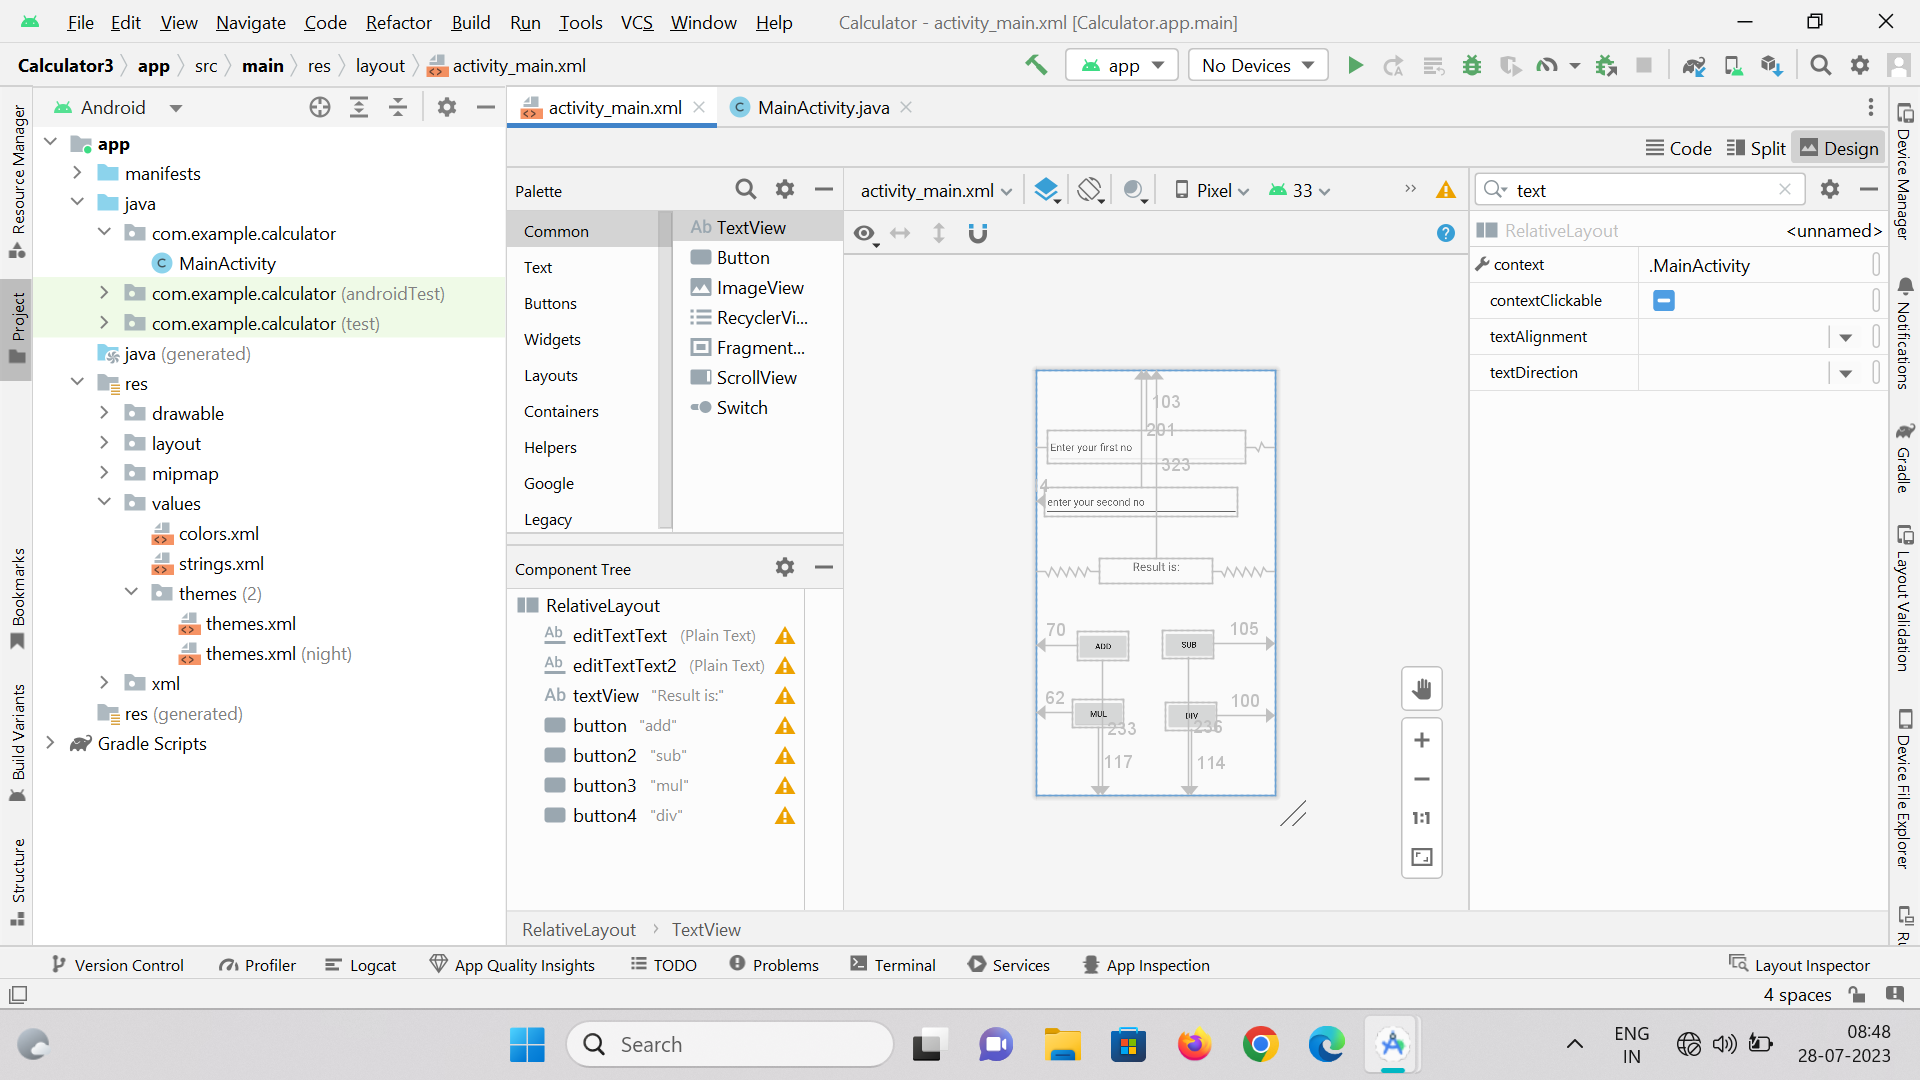 File Edit View Navigate Code Refactor Build Run Tools VCS Window Help Calculator - activity_main.xml [Calculator.app.main]
Calculator3 app src main res layout activity_main.xml app No Devices
Android
activity_main.xml MainActivity.java
Code Split Design
Resource Manager
Project
Bookmarks
Build Variants
Structure
app
manifests
java
com.example.calculator
MainActivity
com.example.calculator (androidTest)
com.example.calculator (test)
java (generated)
res
drawable
layout
mipmap
values
colors.xml
strings.xml
themes (2)
themes.xml
themes.xml (night)
xml
res (generated)
Gradle Scripts
Palette
Common
Text
Buttons
Widgets
Layouts
Containers
Helpers
Google
Legacy
Ab TextView
Button
ImageView
RecyclerVi...
Fragment...
ScrollView
Switch
Component Tree
RelativeLayout
Ab editTextText (Plain Text)
Ab editTextText2 (Plain Text)
Ab textView "Result is:"
button "add"
button2 "sub"
button3 "mul"
button4 "div"
activity_main.xml Pixel 33
103
201
Enter your first no
323
4
enter your second no
Result is:
70 105
ADD SUB
62 100
MUL DIV
233 236
117 114
1:1
RelativeLayout TextView
text
RelativeLayout <unnamed>
context .MainActivity
contextClickable
textAlignment
textDirection
Device Manager
Notifications
Gradle
Layout Validation
Device File Explorer
Ru
Version Control Profiler Logcat App Quality Insights TODO Problems Terminal Services App Inspection Layout Inspector
4 spaces
Search
ENG
IN
08:48
28-07-2023